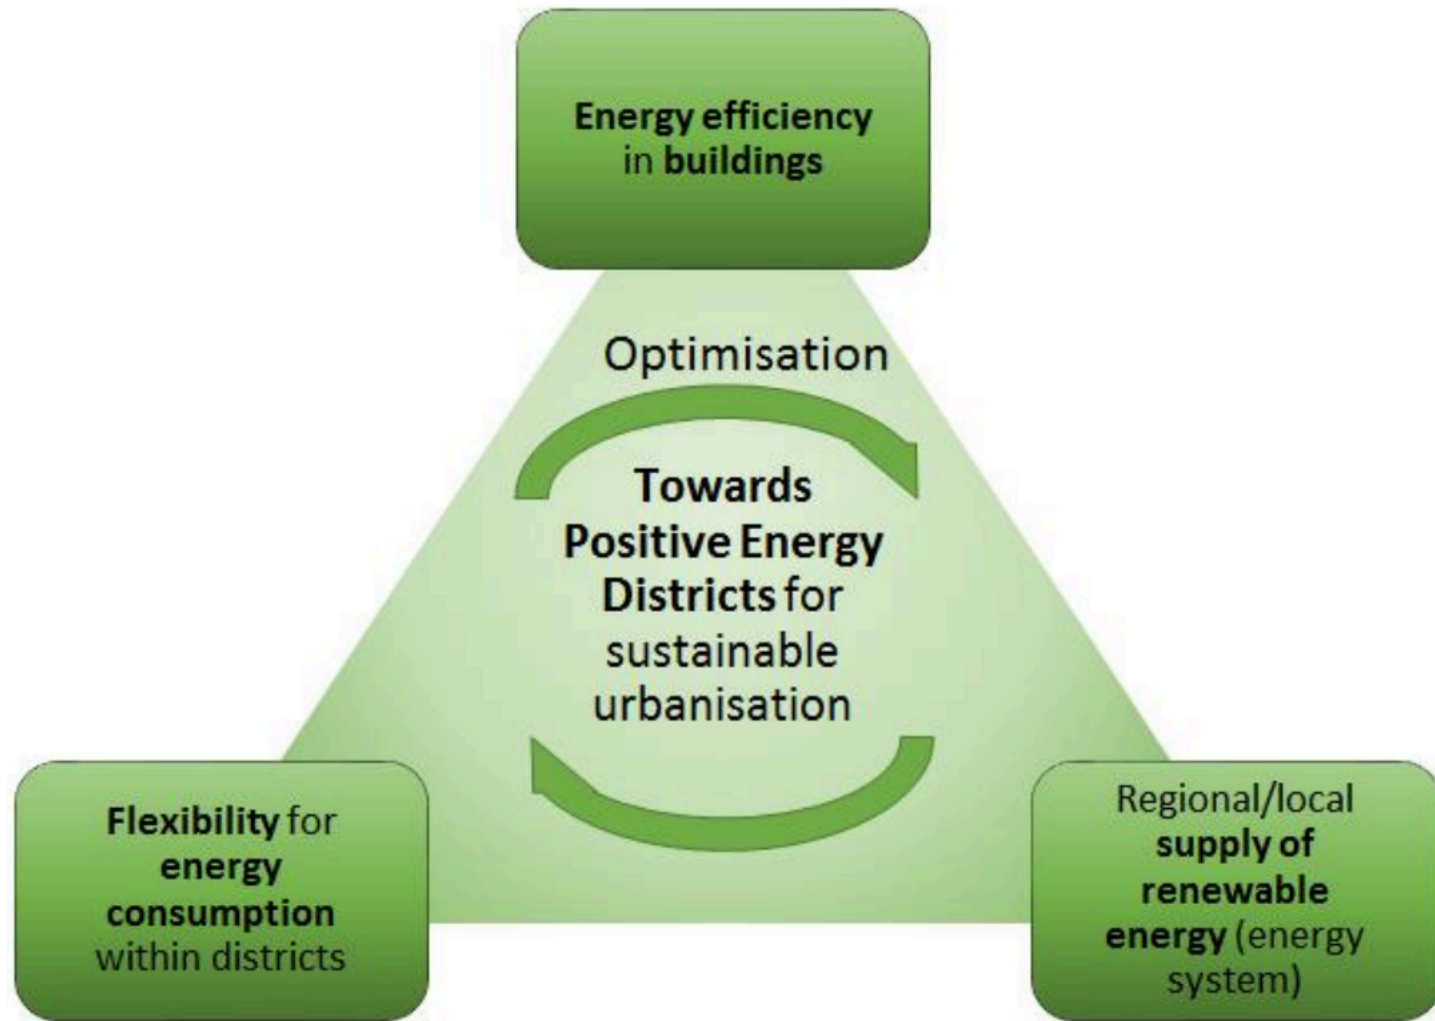 Energy efficiency
in buildings
Optimisation
Towards
Positive Energy
Districts for
sustainable
urbanisation
Flexibility for
energy
consumption
within districts
Regional/local
supply of
renewable
energy (energy
system)